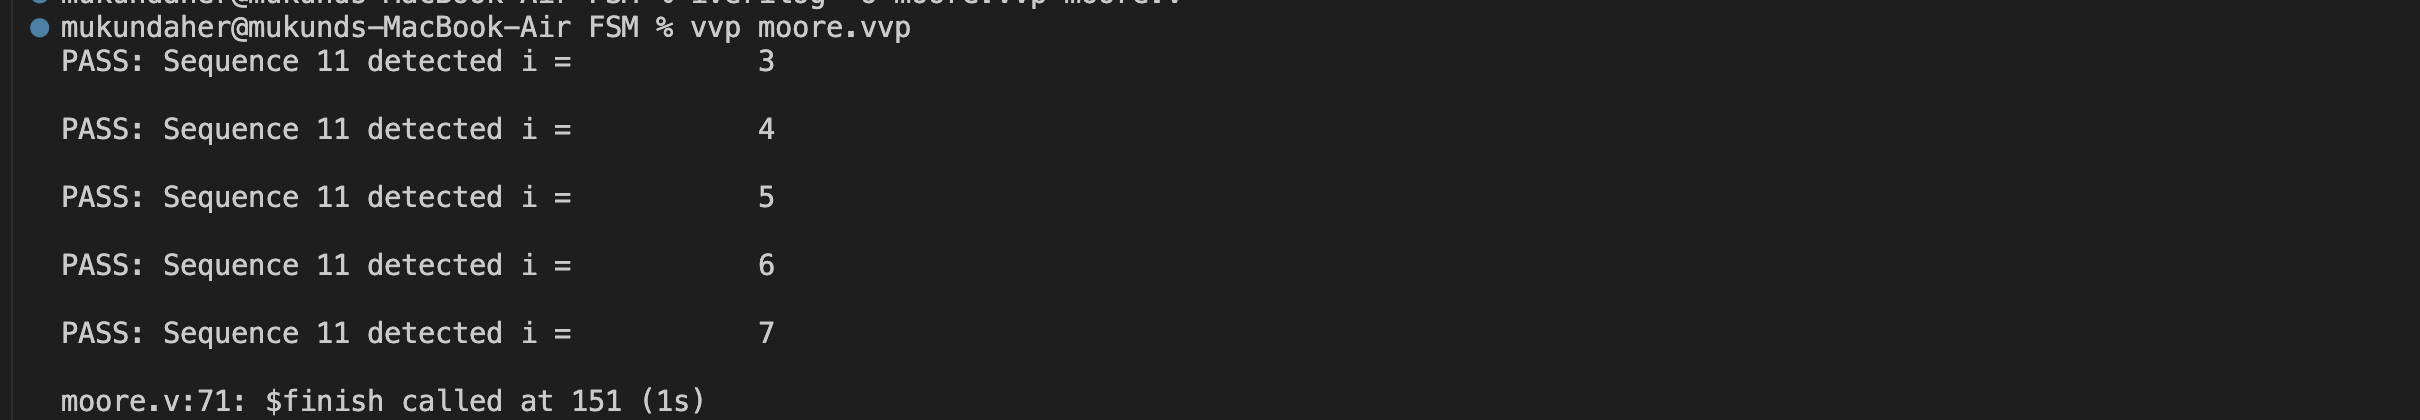 mukundaher@mukunds-MacBook-Air FSM % iverilog -o moore.vvp moore.v
mukundaher@mukunds-MacBook-Air FSM % vvp moore.vvp
PASS: Sequence 11 detected i =           3
PASS: Sequence 11 detected i =           4
PASS: Sequence 11 detected i =           5
PASS: Sequence 11 detected i =           6
PASS: Sequence 11 detected i =           7
moore.v:71: $finish called at 151 (1s)